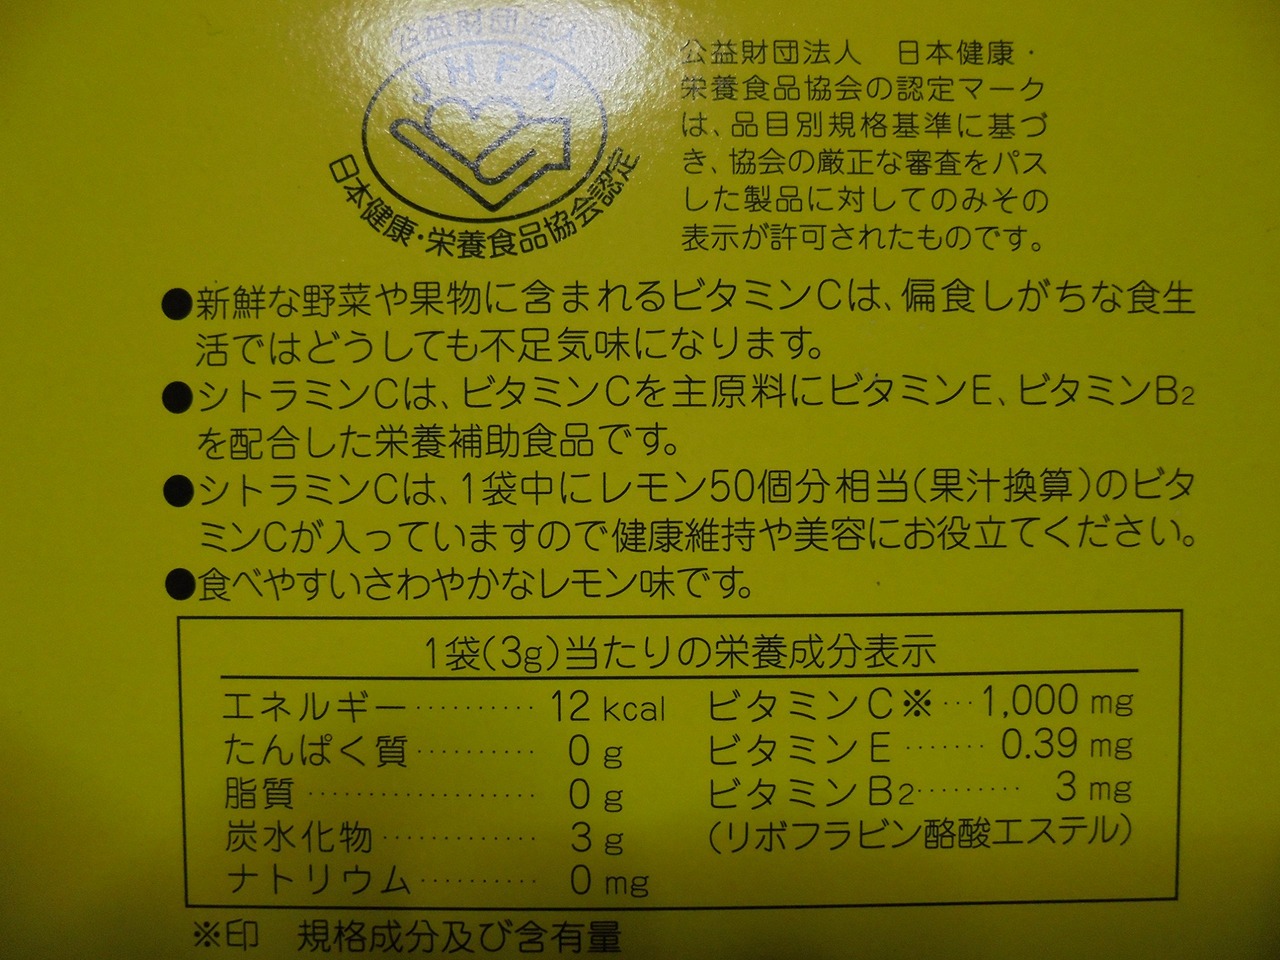 公益財団法人
JHFA
日本健康・栄養食品協会認定
公益財団法人　日本健康・
栄養食品協会の認定マーク
は、品目別規格基準に基づ
き、協会の厳正な審査をパス
した製品に対してのみその
表示が許可されたものです。
●新鮮な野菜や果物に含まれるビタミンCは、偏食しがちな食生
活ではどうしても不足気味になります。
●シトラミンCは、ビタミンCを主原料にビタミンE、ビタミンB2
を配合した栄養補助食品です。
●シトラミンCは、1袋中にレモン50個分相当(果汁換算)のビタ
ミンCが入っていますので健康維持や美容にお役立てください。
●食べやすいさわやかなレモン味です。
1袋(3g)当たりの栄養成分表示
エネルギー………… 12 kcal
たんぱく質………… 0 g
脂質………………… 0 g
炭水化物…………… 3 g
ナトリウム………… 0 mg
ビタミンC※… 1,000 mg
ビタミンE…… 0.39 mg
ビタミンB2……… 3 mg
(リボフラビン酪酸エステル)
※印　規格成分及び含有量